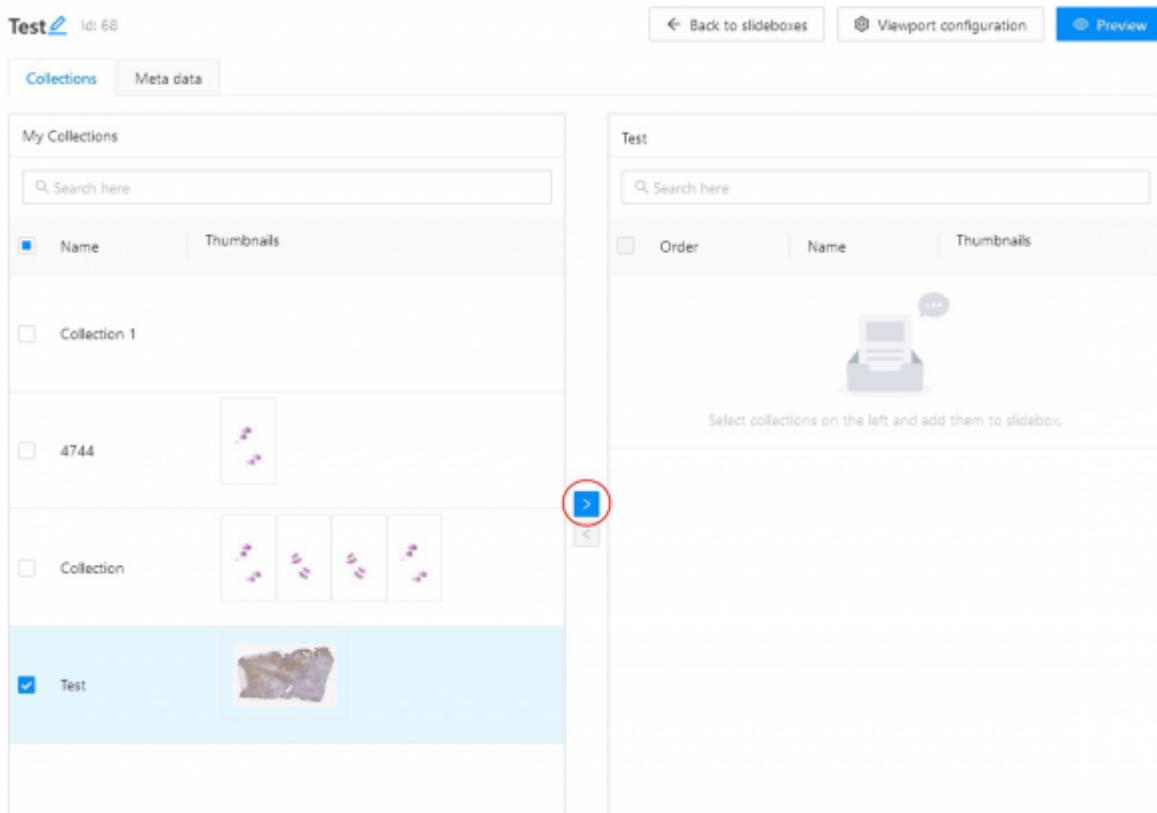 Test Id: 68
Back to slideboxes
Viewport configuration
Preview
Collections
Meta data
My Collections
Search here
Name Thumbnails
Collection 1
4744
Collection
Test
Test
Search here
Order Name Thumbnails
Select collections on the left and add them to slidebox.